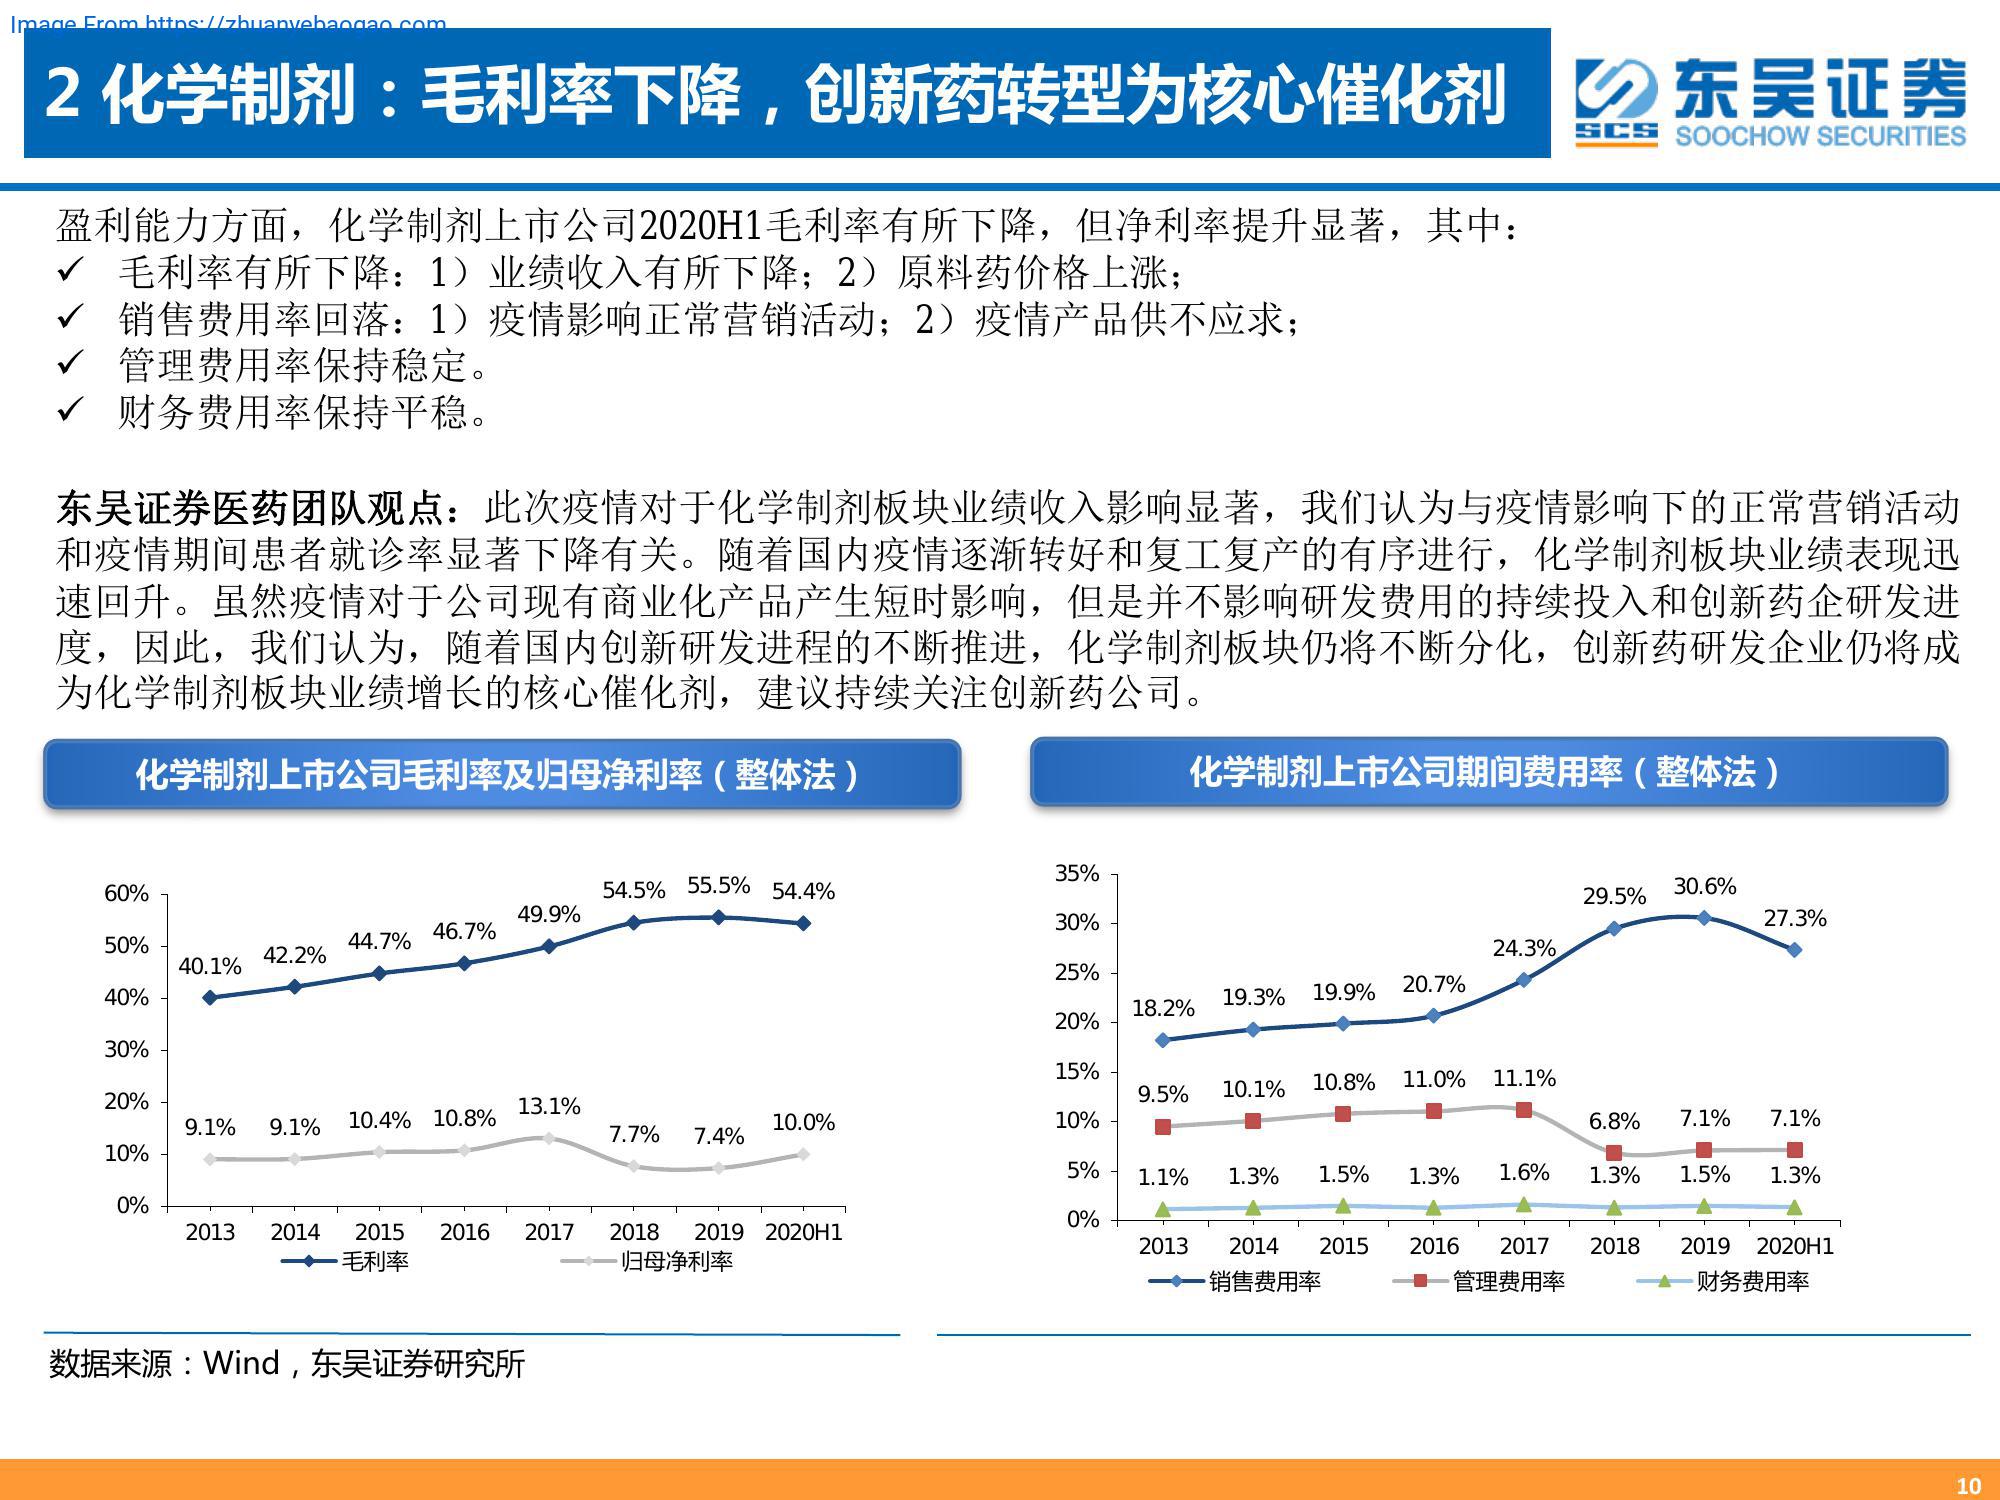 Image From https://zhuanyebaogao.com
2 化学制剂：毛利率下降，创新药转型为核心催化剂
SCS
东吴证券
SOOCHOW SECURITIES
盈利能力方面，化学制剂上市公司2020H1毛利率有所下降，但净利率提升显著，其中：
✓ 毛利率有所下降：1）业绩收入有所下降；2）原料药价格上涨；
✓ 销售费用率回落：1）疫情影响正常营销活动；2）疫情产品供不应求；
✓ 管理费用率保持稳定。
✓ 财务费用率保持平稳。
东吴证券医药团队观点：此次疫情对于化学制剂板块业绩收入影响显著，我们认为与疫情影响下的正常营销活动
和疫情期间患者就诊率显著下降有关。随着国内疫情逐渐转好和复工复产的有序进行，化学制剂板块业绩表现迅
速回升。虽然疫情对于公司现有商业化产品产生短时影响，但是并不影响研发费用的持续投入和创新药企研发进
度，因此，我们认为，随着国内创新研发进程的不断推进，化学制剂板块仍将不断分化，创新药研发企业仍将成
为化学制剂板块业绩增长的核心催化剂，建议持续关注创新药公司。
化学制剂上市公司毛利率及归母净利率（整体法）
60%
50%
40%
30%
20%
10%
0%
40.1% 42.2% 44.7% 46.7% 49.9% 54.5% 55.5% 54.4%
9.1% 9.1% 10.4% 10.8% 13.1% 7.7% 7.4% 10.0%
2013 2014 2015 2016 2017 2018 2019 2020H1
毛利率 归母净利率
化学制剂上市公司期间费用率（整体法）
35%
30%
25%
20%
15%
10%
5%
0%
18.2% 19.3% 19.9% 20.7% 24.3% 29.5% 30.6% 27.3%
9.5% 10.1% 10.8% 11.0% 11.1% 6.8% 7.1% 7.1%
1.1% 1.3% 1.5% 1.3% 1.6% 1.3% 1.5% 1.3%
2013 2014 2015 2016 2017 2018 2019 2020H1
销售费用率 管理费用率 财务费用率
数据来源：Wind，东吴证券研究所
10